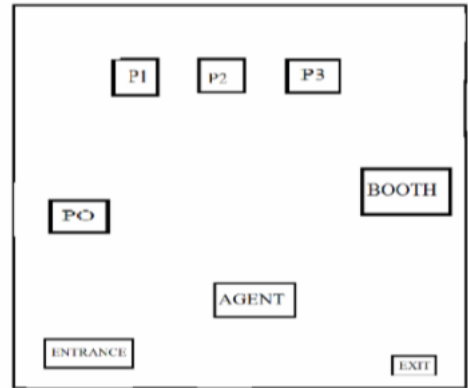 P1 P2 P3
BOOTH
PO
AGENT
ENTRANCE
EXIT